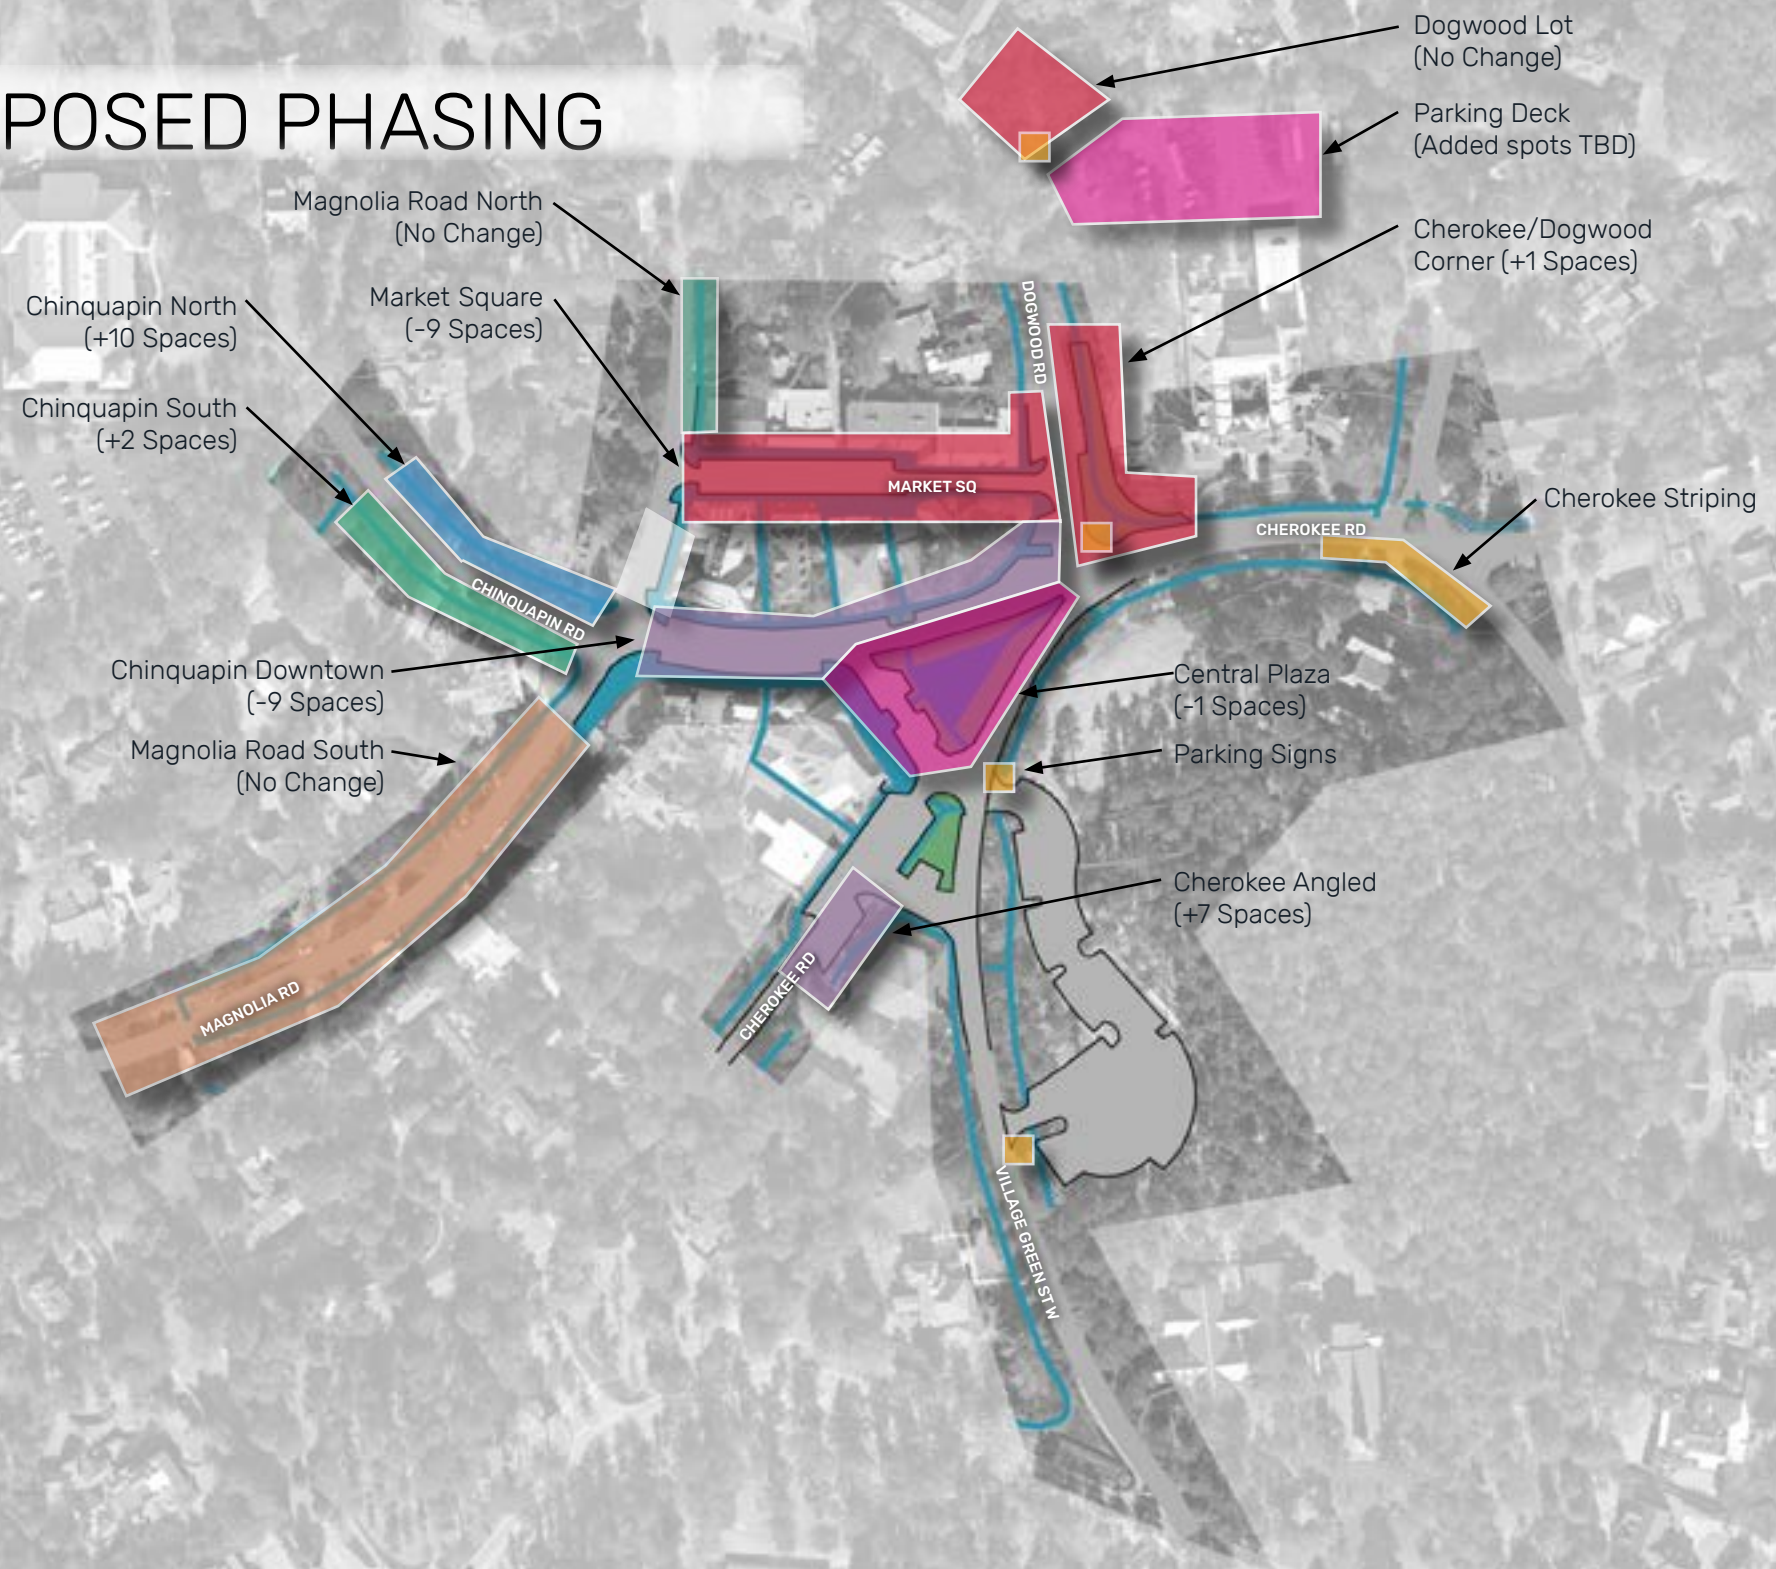 POSED PHASING
Dogwood Lot
(No Change)
Parking Deck
(Added spots TBD)
Magnolia Road North
(No Change)
Cherokee/Dogwood
Corner (+1 Spaces)
Market Square
(-9 Spaces)
Chinquapin North
(+10 Spaces)
DOGWOOD RD
Chinquapin South
(+2 Spaces)
MARKET SQ
Cherokee Striping
CHEROKEE RD
CHINQUAPIN RD
Chinquapin Downtown
(-9 Spaces)
Central Plaza
(-1 Spaces)
Magnolia Road South
(No Change)
Parking Signs
Cherokee Angled
(+7 Spaces)
MAGNOLIA RD
CHEROKEE RD
VILLAGE GREEN ST W